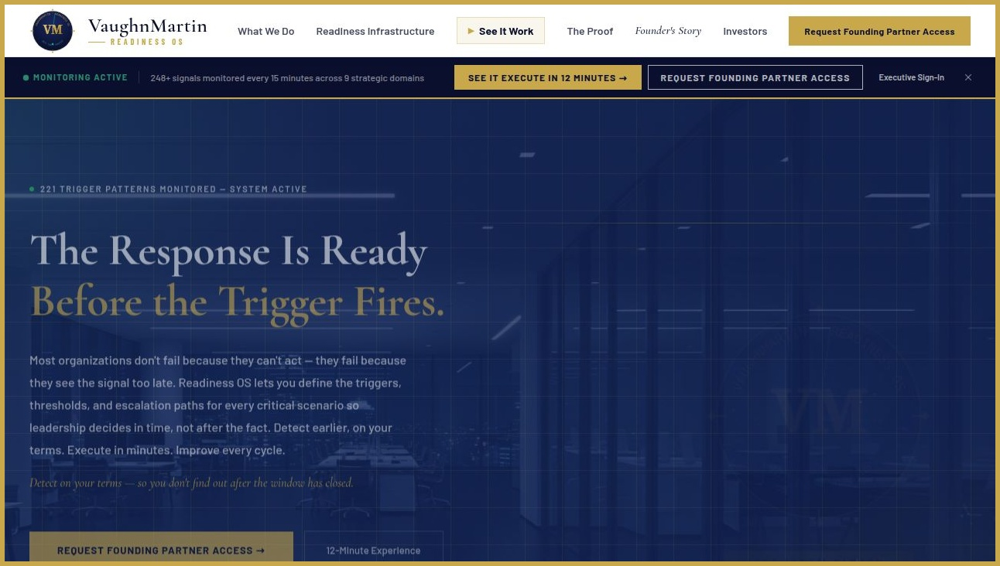 VM
VaughnMartin
READINESS OS
What We Do
Readiness Infrastructure
▶ See It Work
The Proof
Founder's Story
Investors
Request Founding Partner Access
MONITORING ACTIVE
248+ signals monitored every 15 minutes across 9 strategic domains
SEE IT EXECUTE IN 12 MINUTES →
REQUEST FOUNDING PARTNER ACCESS
Executive Sign-In
×
221 TRIGGER PATTERNS MONITORED — SYSTEM ACTIVE
The Response Is Ready
Before the Trigger Fires.
Most organizations don't fail because they can't act — they fail because
they see the signal too late. Readiness OS lets you define the triggers,
thresholds, and escalation paths for every critical scenario so
leadership decides in time, not after the fact. Detect earlier, on your
terms. Execute in minutes. Improve every cycle.
Detect on your terms — so you don't find out after the window has closed.
REQUEST FOUNDING PARTNER ACCESS →
12-Minute Experience
VM